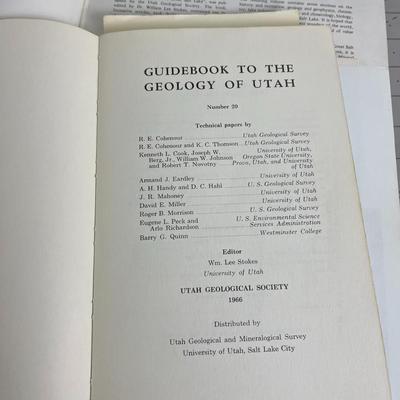 GUIDEBOOK TO THE
GEOLOGY OF UTAH
Number 20
Technical papers by
R. E. Cohenour Utah Geological Survey
R. E. Cohenour and K. C. Thomson Utah Geological Survey
Kenneth L. Cook, Joseph W. University of Utah,
Berg, Jr., William W. Johnson Oregon State University,
and Robert T. Novotny Provo, Utah, and University
of Utah
Armand J. Eardley University of Utah
A. H. Handy and D. C. Hahl U. S. Geological Survey
J. R. Mahoney University of Utah
David E. Miller University of Utah
Roger B. Morrison U. S. Geological Survey
Eugene L. Peck and U. S. Environmental Science
Arlo Richardson Services Administration
Barry G. Quinn Westminster College
Editor
Wm. Lee Stokes
University of Utah
UTAH GEOLOGICAL SOCIETY
1966
Distributed by
Utah Geological and Mineralogical Survey
University of Utah, Salt Lake City